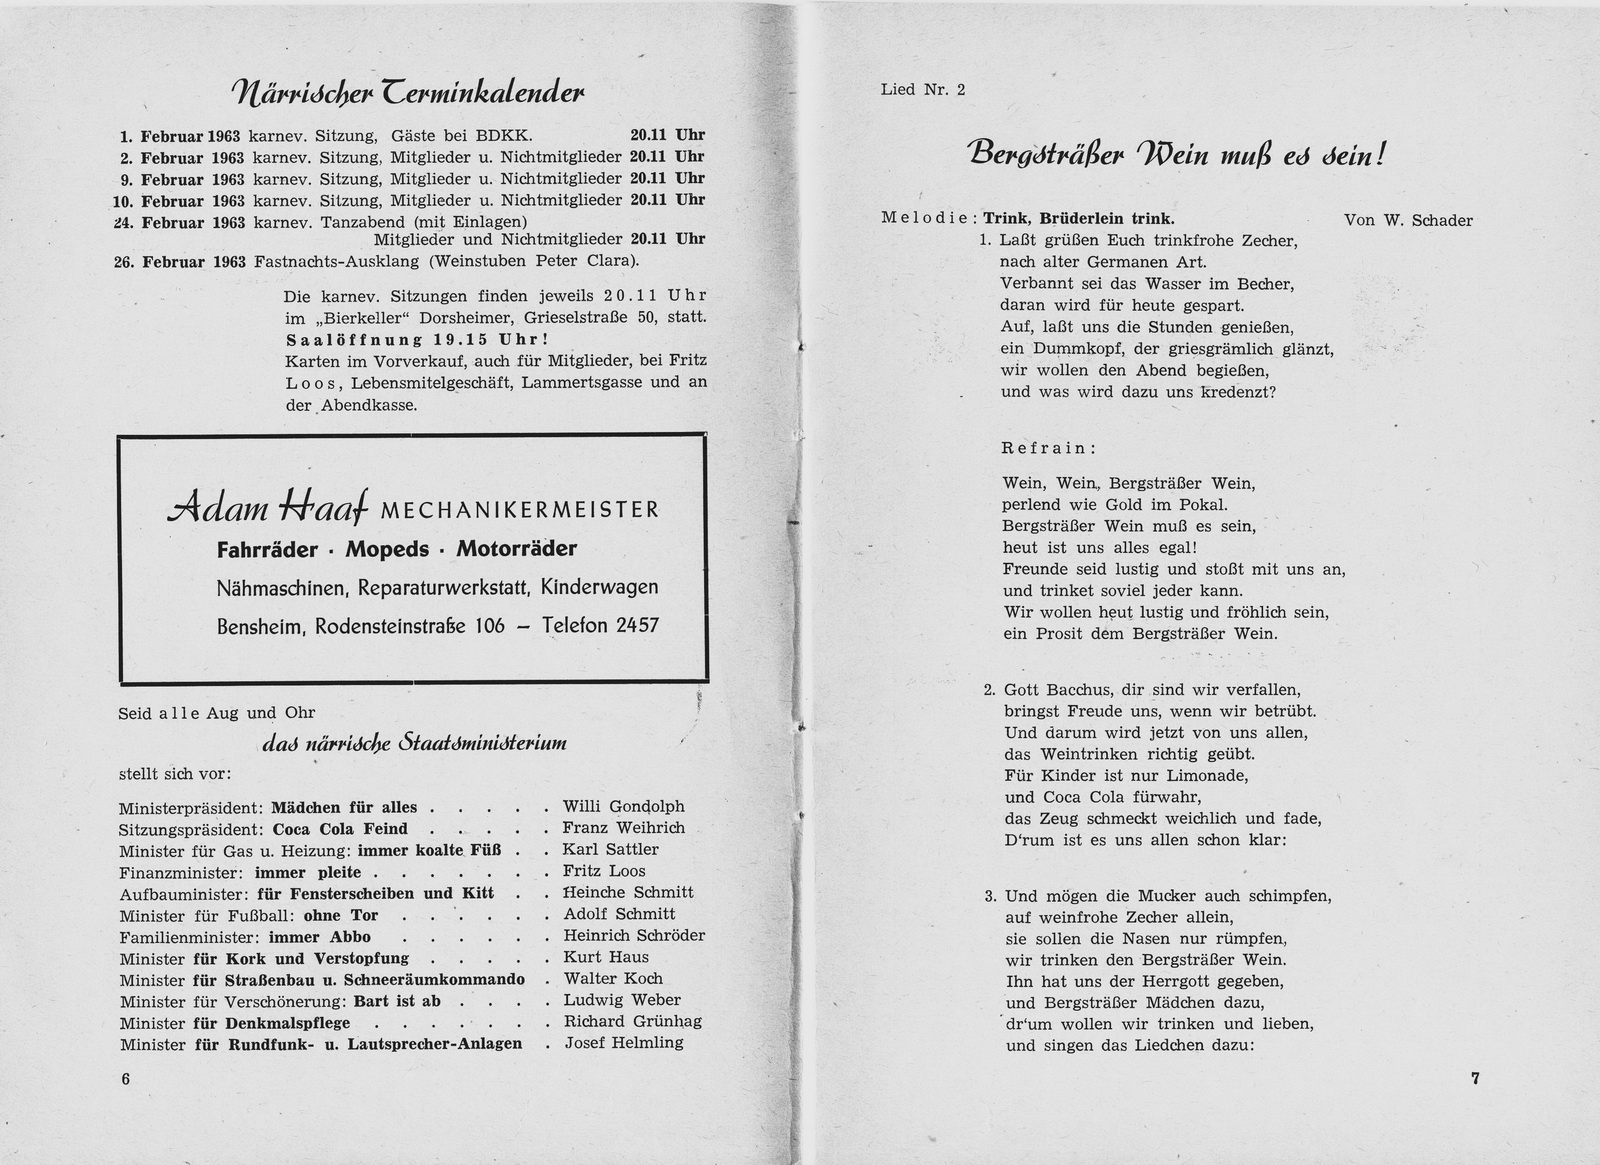 Närrischer Terminkalender
1. Februar 1963 karnev. Sitzung, Gäste bei BDKK. 20.11 Uhr
2. Februar 1963 karnev. Sitzung, Mitglieder u. Nichtmitglieder 20.11 Uhr
9. Februar 1963 karnev. Sitzung, Mitglieder u. Nichtmitglieder 20.11 Uhr
10. Februar 1963 karnev. Sitzung, Mitglieder u. Nichtmitglieder 20.11 Uhr
24. Februar 1963 karnev. Tanzabend (mit Einlagen)
Mitglieder und Nichtmitglieder 20.11 Uhr
26. Februar 1963 Fastnachts-Ausklang (Weinstuben Peter Clara).
Die karnev. Sitzungen finden jeweils 20.11 Uhr
im „Bierkeller“ Dorsheimer, Grieselstraße 50, statt.
Saalöffnung 19.15 Uhr!
Karten im Vorverkauf, auch für Mitglieder, bei Fritz
Loos, Lebensmitelgeschäft, Lammertsgasse und an
der Abendkasse.
Adam Haaf MECHANIKERMEISTER
Fahrräder · Mopeds · Motorräder
Nähmaschinen, Reparaturwerkstatt, Kinderwagen
Bensheim, Rodensteinstraße 106 – Telefon 2457
Seid alle Aug und Ohr
das närrische Staatsministerium
stellt sich vor:
Ministerpräsident: Mädchen für alles . . . . . Willi Gondolph
Sitzungspräsident: Coca Cola Feind . . . . . Franz Weihrich
Minister für Gas u. Heizung: immer koalte Füß . . Karl Sattler
Finanzminister: immer pleite . . . . . . . Fritz Loos
Aufbauminister: für Fensterscheiben und Kitt . . Heinche Schmitt
Minister für Fußball: ohne Tor . . . . . . Adolf Schmitt
Familienminister: immer Abbo . . . . . . Heinrich Schröder
Minister für Kork und Verstopfung . . . . . Kurt Haus
Minister für Straßenbau u. Schneeräumkommando . Walter Koch
Minister für Verschönerung: Bart ist ab . . . . Ludwig Weber
Minister für Denkmalspflege . . . . . . . Richard Grünhag
Minister für Rundfunk- u. Lautsprecher-Anlagen . Josef Helmling
6
Lied Nr. 2
Bergsträßer Wein muß es sein!
Melodie: Trink, Brüderlein trink. Von W. Schader
1. Laßt grüßen Euch trinkfrohe Zecher,
nach alter Germanen Art.
Verbannt sei das Wasser im Becher,
daran wird für heute gespart.
Auf, laßt uns die Stunden genießen,
ein Dummkopf, der griesgrämlich glänzt,
wir wollen den Abend begießen,
und was wird dazu uns kredenzt?
Refrain:
Wein, Wein, Bergsträßer Wein,
perlend wie Gold im Pokal.
Bergsträßer Wein muß es sein,
heut ist uns alles egal!
Freunde seid lustig und stoßt mit uns an,
und trinket soviel jeder kann.
Wir wollen heut lustig und fröhlich sein,
ein Prosit dem Bergsträßer Wein.
2. Gott Bacchus, dir sind wir verfallen,
bringst Freude uns, wenn wir betrübt.
Und darum wird jetzt von uns allen,
das Weintrinken richtig geübt.
Für Kinder ist nur Limonade,
und Coca Cola fürwahr,
das Zeug schmeckt weichlich und fade,
D'rum ist es uns allen schon klar:
3. Und mögen die Mucker auch schimpfen,
auf weinfrohe Zecher allein,
sie sollen die Nasen nur rümpfen,
wir trinken den Bergsträßer Wein.
Ihn hat uns der Herrgott gegeben,
und Bergsträßer Mädchen dazu,
dr'um wollen wir trinken und lieben,
und singen das Liedchen dazu:
7